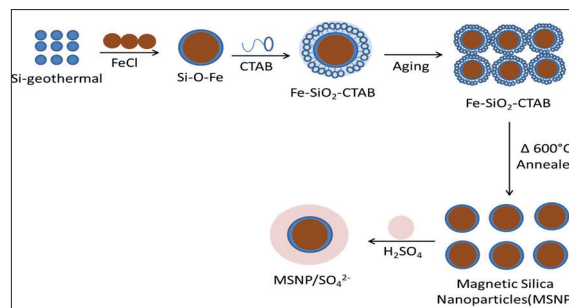 Si-geothermal
FeCl
Si-O-Fe
CTAB
Fe-SiO₂-CTAB
Aging
Fe-SiO₂-CTAB
Δ 600°C
Annealed
MSNP/SO₄²⁻
H₂SO₄
Magnetic Silica
Nanoparticles(MSNP)